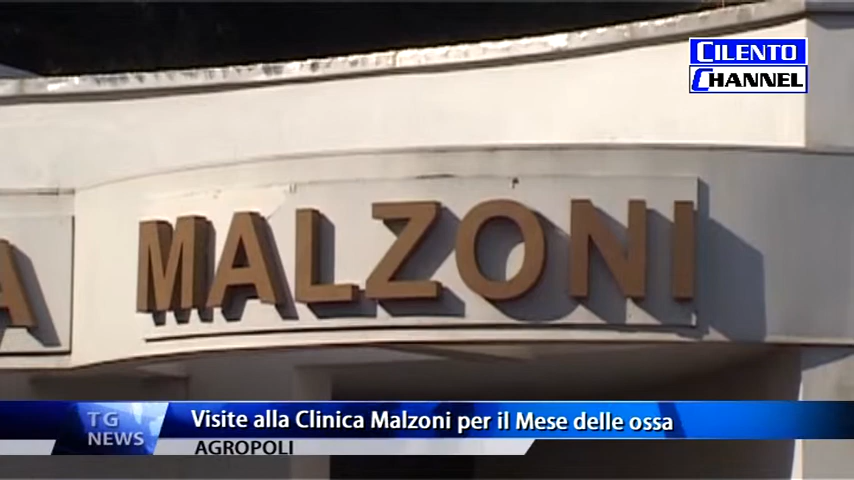 CILENTO
CHANNEL
A MALZONI
TG
NEWS
Visite alla Clinica Malzoni per il Mese delle ossa
AGROPOLI